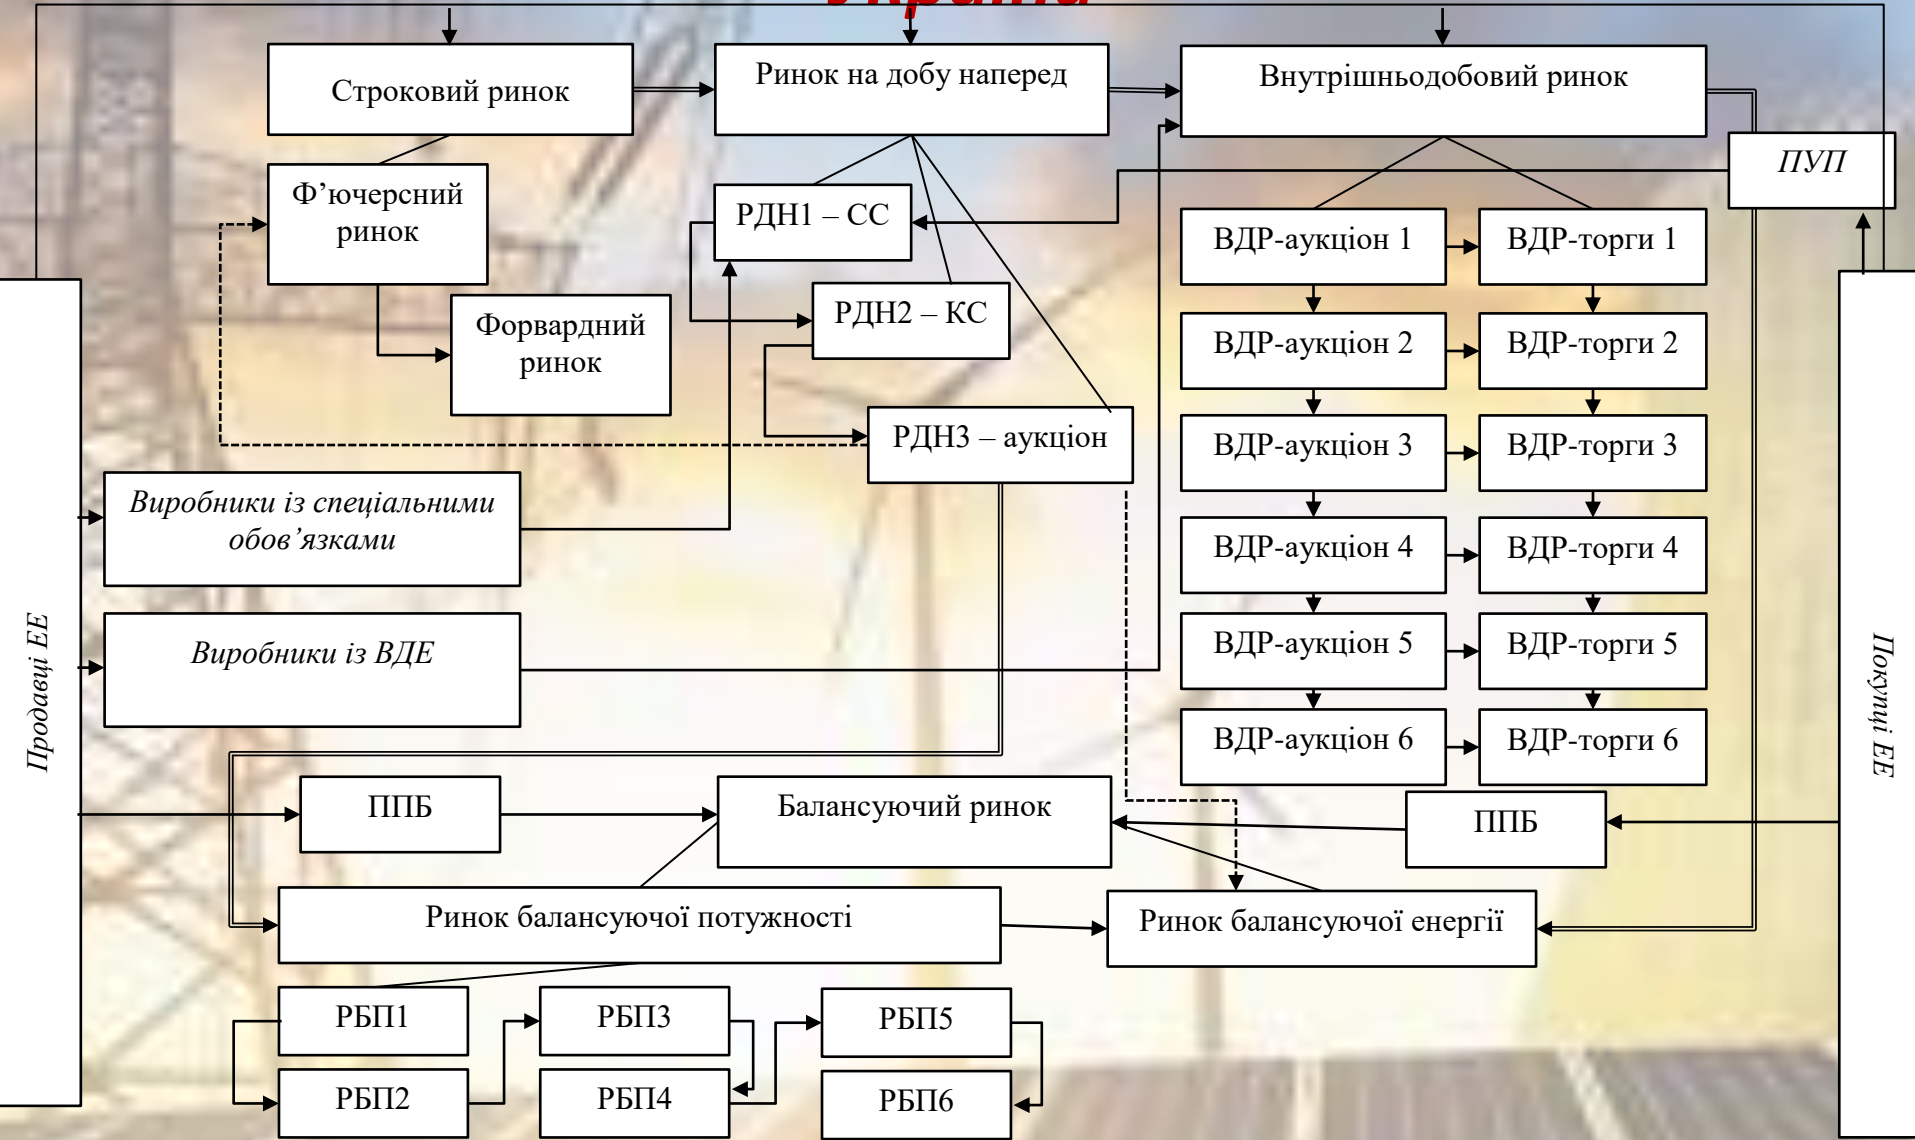 України
Строковий ринок
Ринок на добу наперед
Внутрішньодобовий ринок
ПУП
Ф’ючерсний
ринок
Форвардний
ринок
РДН1 – СС
РДН2 – КС
РДН3 – аукціон
ВДР-аукціон 1
ВДР-торги 1
ВДР-аукціон 2
ВДР-торги 2
ВДР-аукціон 3
ВДР-торги 3
ВДР-аукціон 4
ВДР-торги 4
ВДР-аукціон 5
ВДР-торги 5
ВДР-аукціон 6
ВДР-торги 6
Виробники із спеціальними
обов’язками
Виробники із ВДЕ
Продавці ЕЕ
Покупці ЕЕ
ППБ
Балансуючий ринок
ППБ
Ринок балансуючої потужності
Ринок балансуючої енергії
РБП1
РБП3
РБП5
РБП2
РБП4
РБП6